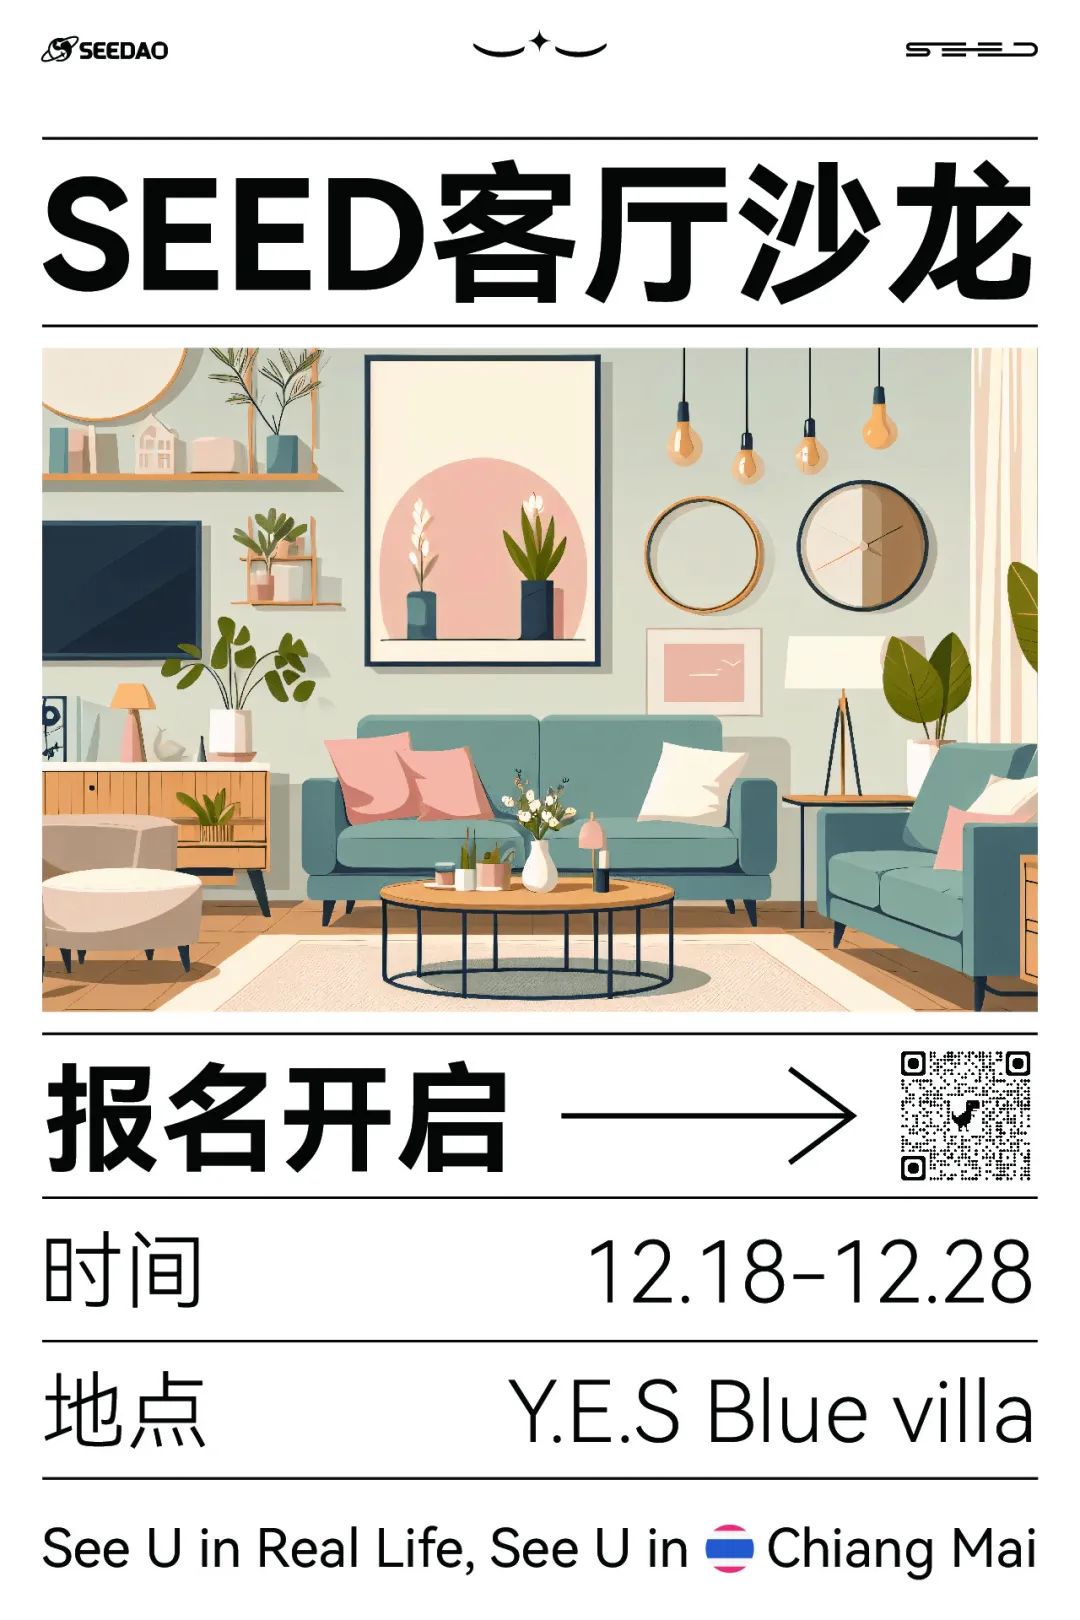 SEEDAO
SEED
SEED客厅沙龙
报名开启
时间 12.18-12.28
地点 Y.E.S Blue villa
See U in Real Life, See U in Chiang Mai